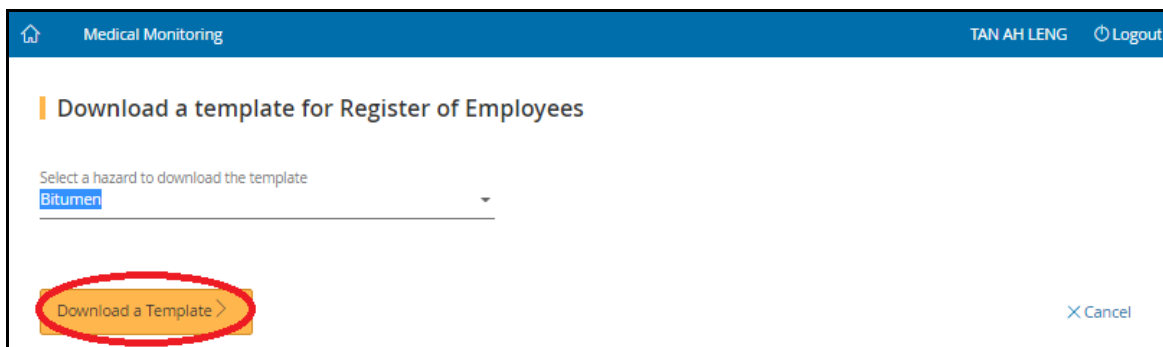 Medical Monitoring TAN AH LENG Logout
Download a template for Register of Employees
Select a hazard to download the template
Bitumen
Download a Template
Cancel